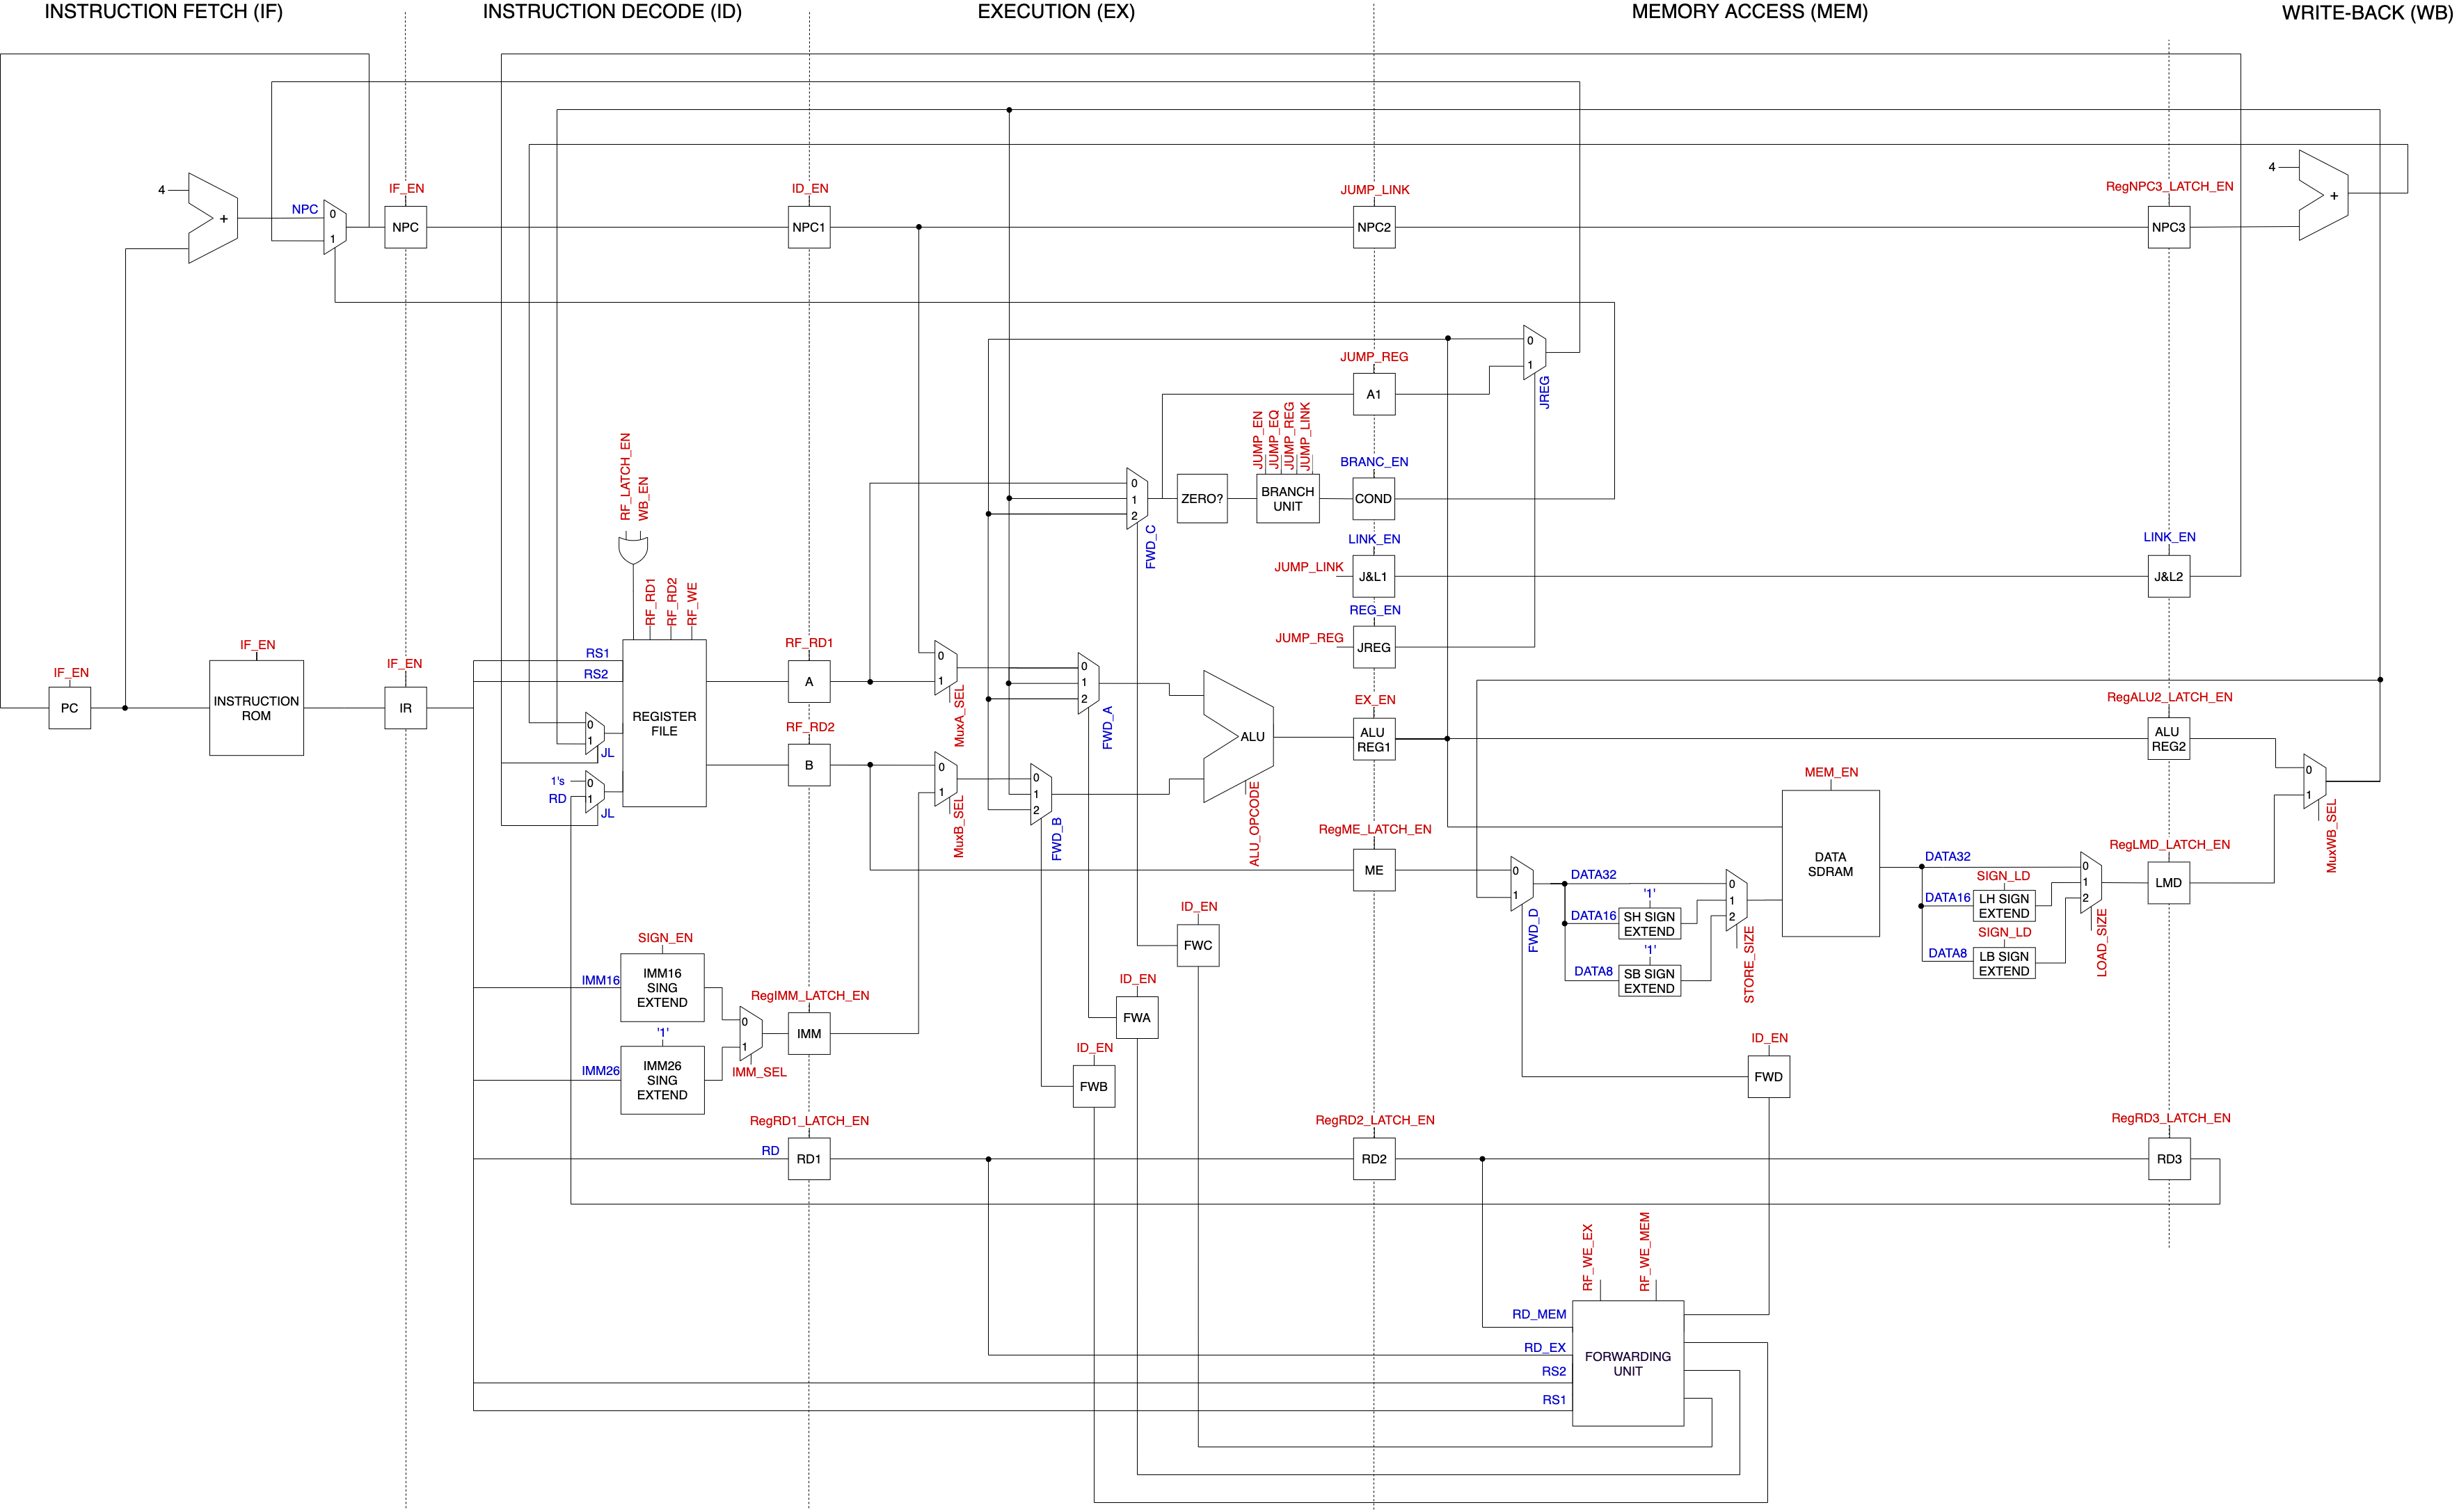 INSTRUCTION FETCH (IF)
INSTRUCTION DECODE (ID)
EXECUTION (EX)
MEMORY ACCESS (MEM)
WRITE-BACK (WB)
4
+
NPC
0
1
IF_EN
NPC
ID_EN
NPC1
JUMP_LINK
NPC2
RegNPC3_LATCH_EN
NPC3
4
+
0
1
JREG
JUMP_REG
A1
JUMP_EN
JUMP_EQ
JUMP_REG
JUMP_LINK
0
1
2
FWD_C
ZERO?
BRANCH
UNIT
BRANC_EN
COND
LINK_EN
JUMP_LINK
J&L1
LINK_EN
J&L2
REG_EN
JUMP_REG
JREG
RF_LATCH_EN
WB_EN
RF_RD1
RF_RD2
RF_WE
IF_EN
PC
IF_EN
INSTRUCTION
ROM
IF_EN
IR
RS1
RS2
0
1
JL
1's
RD
0
1
JL
REGISTER
FILE
RF_RD1
A
RF_RD2
B
0
1
MuxA_SEL
0
1
MuxB_SEL
0
1
2
FWD_A
0
1
2
FWD_B
ALU
ALU_OPCODE
EX_EN
ALU
REG1
RegALU2_LATCH_EN
ALU
REG2
0
1
MuxWB_SEL
RegME_LATCH_EN
ME
0
1
FWD_D
DATA32
DATA16
'1'
SH SIGN
EXTEND
DATA8
'1'
SB SIGN
EXTEND
0
1
2
STORE_SIZE
MEM_EN
DATA
SDRAM
DATA32
DATA16
SIGN_LD
LH SIGN
EXTEND
DATA8
SIGN_LD
LB SIGN
EXTEND
0
1
2
LOAD_SIZE
RegLMD_LATCH_EN
LMD
SIGN_EN
IMM16
IMM16
SING
EXTEND
'1'
IMM26
IMM26
SING
EXTEND
0
1
IMM_SEL
RegIMM_LATCH_EN
IMM
ID_EN
FWC
ID_EN
FWA
ID_EN
FWB
ID_EN
FWD
RD
RegRD1_LATCH_EN
RD1
RegRD2_LATCH_EN
RD2
RegRD3_LATCH_EN
RD3
RF_WE_EX
RF_WE_MEM
RD_MEM
RD_EX
RS2
RS1
FORWARDING
UNIT